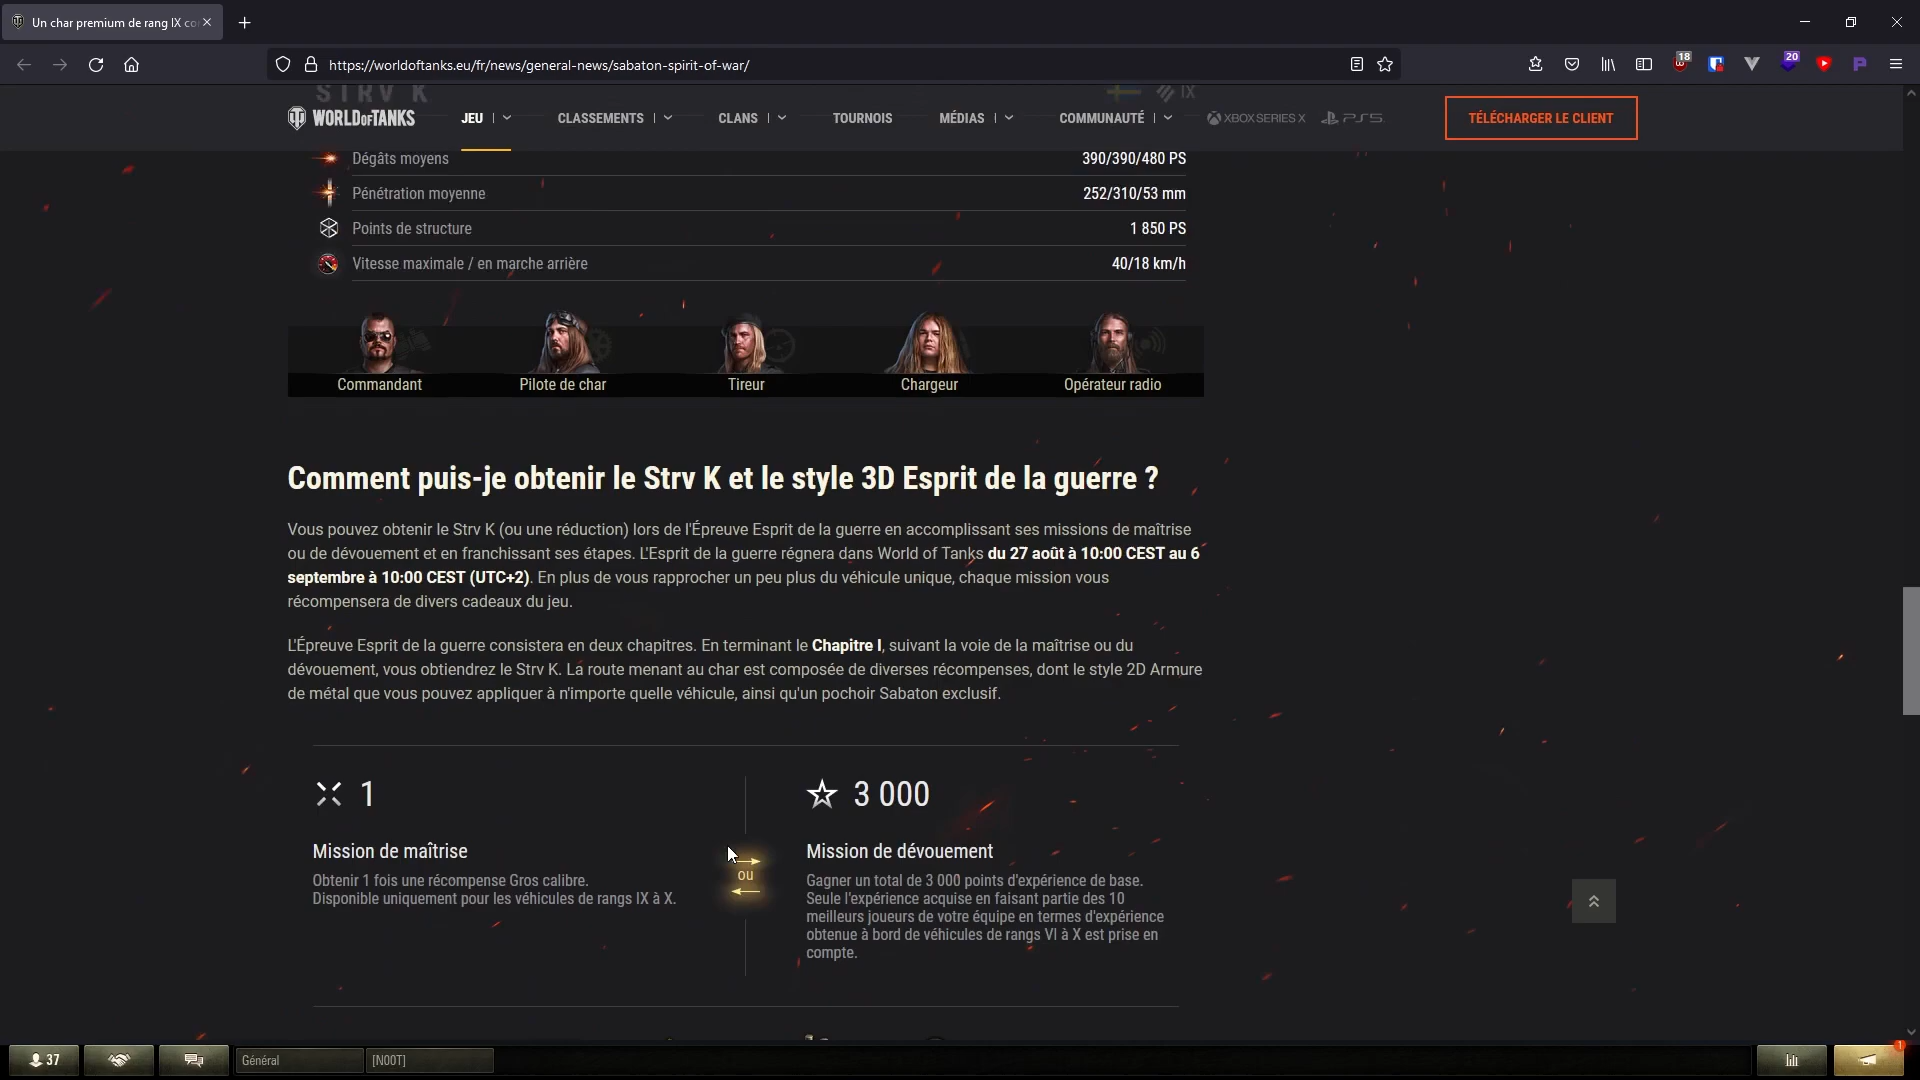 Un char premium de rang IX co
https://worldoftanks.eu/fr/news/general-news/sabaton-spirit-of-war/
18
20
STRV K
IX
WORLD OF TANKS
JEU
CLASSEMENTS
CLANS
TOURNOIS
MÉDIAS
COMMUNAUTÉ
XBOX SERIES X
PS5
TÉLÉCHARGER LE CLIENT
Dégâts moyens 390/390/480 PS
Pénétration moyenne 252/310/53 mm
Points de structure 1 850 PS
Vitesse maximale / en marche arrière 40/18 km/h
Commandant
Pilote de char
Tireur
Chargeur
Opérateur radio
Comment puis-je obtenir le Strv K et le style 3D Esprit de la guerre ?
Vous pouvez obtenir le Strv K (ou une réduction) lors de l'Épreuve Esprit de la guerre en accomplissant ses missions de maîtrise
ou de dévouement et en franchissant ses étapes. L'Esprit de la guerre régnera dans World of Tanks du 27 août à 10:00 CEST au 6
septembre à 10:00 CEST (UTC+2). En plus de vous rapprocher un peu plus du véhicule unique, chaque mission vous
récompensera de divers cadeaux du jeu.
L'Épreuve Esprit de la guerre consistera en deux chapitres. En terminant le Chapitre I, suivant la voie de la maîtrise ou du
dévouement, vous obtiendrez le Strv K. La route menant au char est composée de diverses récompenses, dont le style 2D Armure
de métal que vous pouvez appliquer à n'importe quelle véhicule, ainsi qu'un pochoir Sabaton exclusif.
1
Mission de maîtrise
Obtenir 1 fois une récompense Gros calibre.
Disponible uniquement pour les véhicules de rangs IX à X.
ou
3 000
Mission de dévouement
Gagner un total de 3 000 points d'expérience de base.
Seule l'expérience acquise en faisant partie des 10
meilleurs joueurs de votre équipe en termes d'expérience
obtenue à bord de véhicules de rangs VI à X est prise en
compte.
37
Général
[N00T]
1